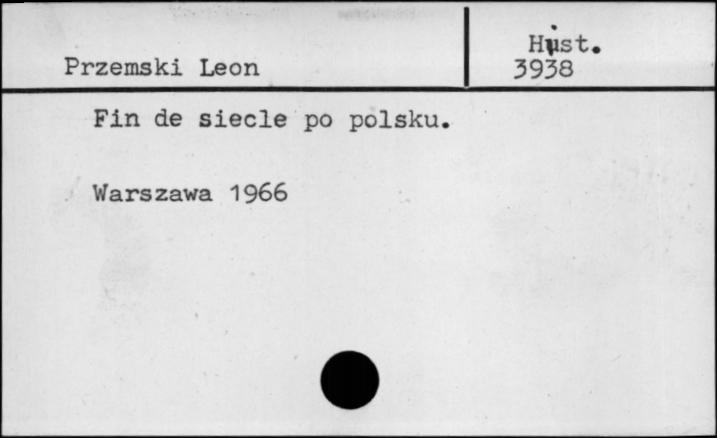 Przemski Leon
Hist.
3938
Fin de siecle po polsku.
Warszawa 1966